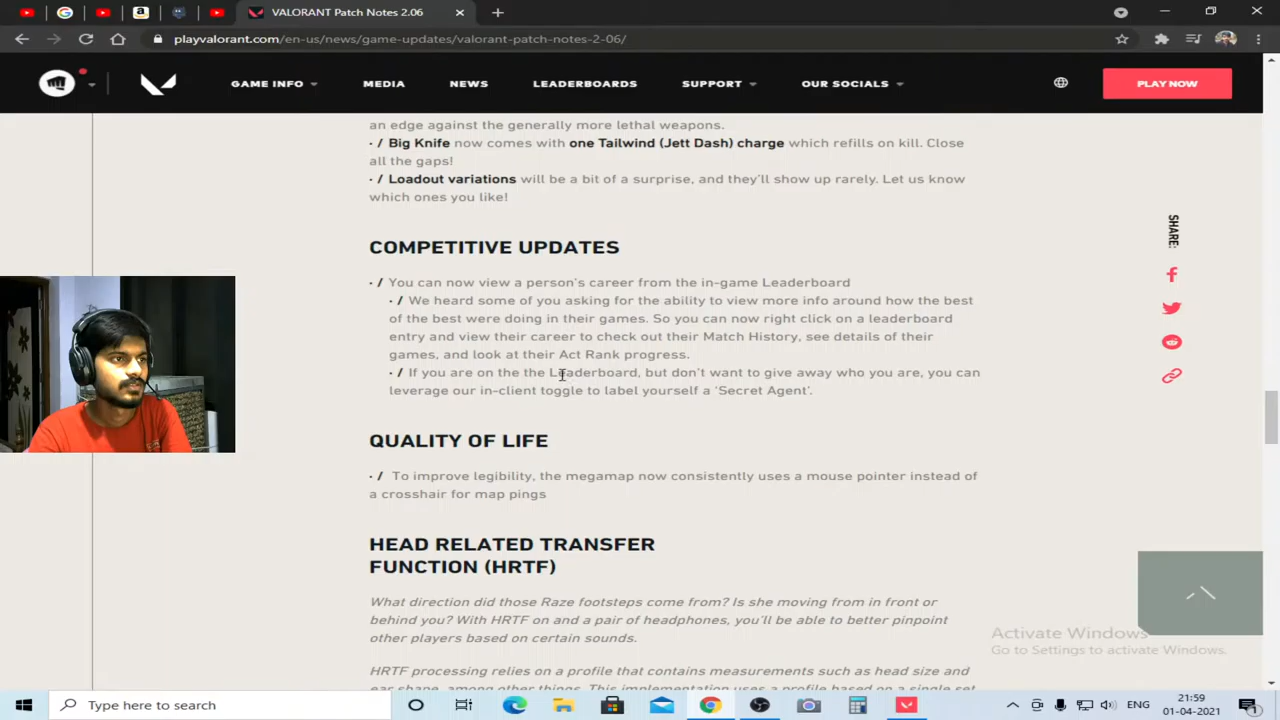 VALORANT Patch Notes 2.06
playvalorant.com/en-us/news/game-updates/valorant-patch-notes-2-06/
GAME INFO MEDIA NEWS LEADERBOARDS SUPPORT OUR SOCIALS PLAY NOW
an edge against the generally more lethal weapons.
· / Big Knife now comes with one Tailwind (Jett Dash) charge which refills on kill. Close
all the gaps!
· / Loadout variations will be a bit of a surprise, and they'll show up rarely. Let us know
which ones you like!
COMPETITIVE UPDATES
· / You can now view a person's career from the in-game Leaderboard
· / We heard some of you asking for the ability to view more info around how the best
of the best were doing in their games. So you can now right click on a leaderboard
entry and view their career to check out their Match History, see details of their
games, and look at their Act Rank progress.
· / If you are on the the Leaderboard, but don't want to give away who you are, you can
leverage our in-client toggle to label yourself a 'Secret Agent'.
QUALITY OF LIFE
· / To improve legibility, the megamap now consistently uses a mouse pointer instead of
a crosshair for map pings
HEAD RELATED TRANSFER
FUNCTION (HRTF)
What direction did those Raze footsteps come from? Is she moving from in front or
behind you? With HRTF on and a pair of headphones, you'll be able to better pinpoint
other players based on certain sounds.
HRTF processing relies on a profile that contains measurements such as head size and
ear shape, among other things. This implementation uses a profile based on a single set
SHARE:
Activate Windows
Go to Settings to activate Windows.
Type here to search
ENG
21:59
01-04-2021